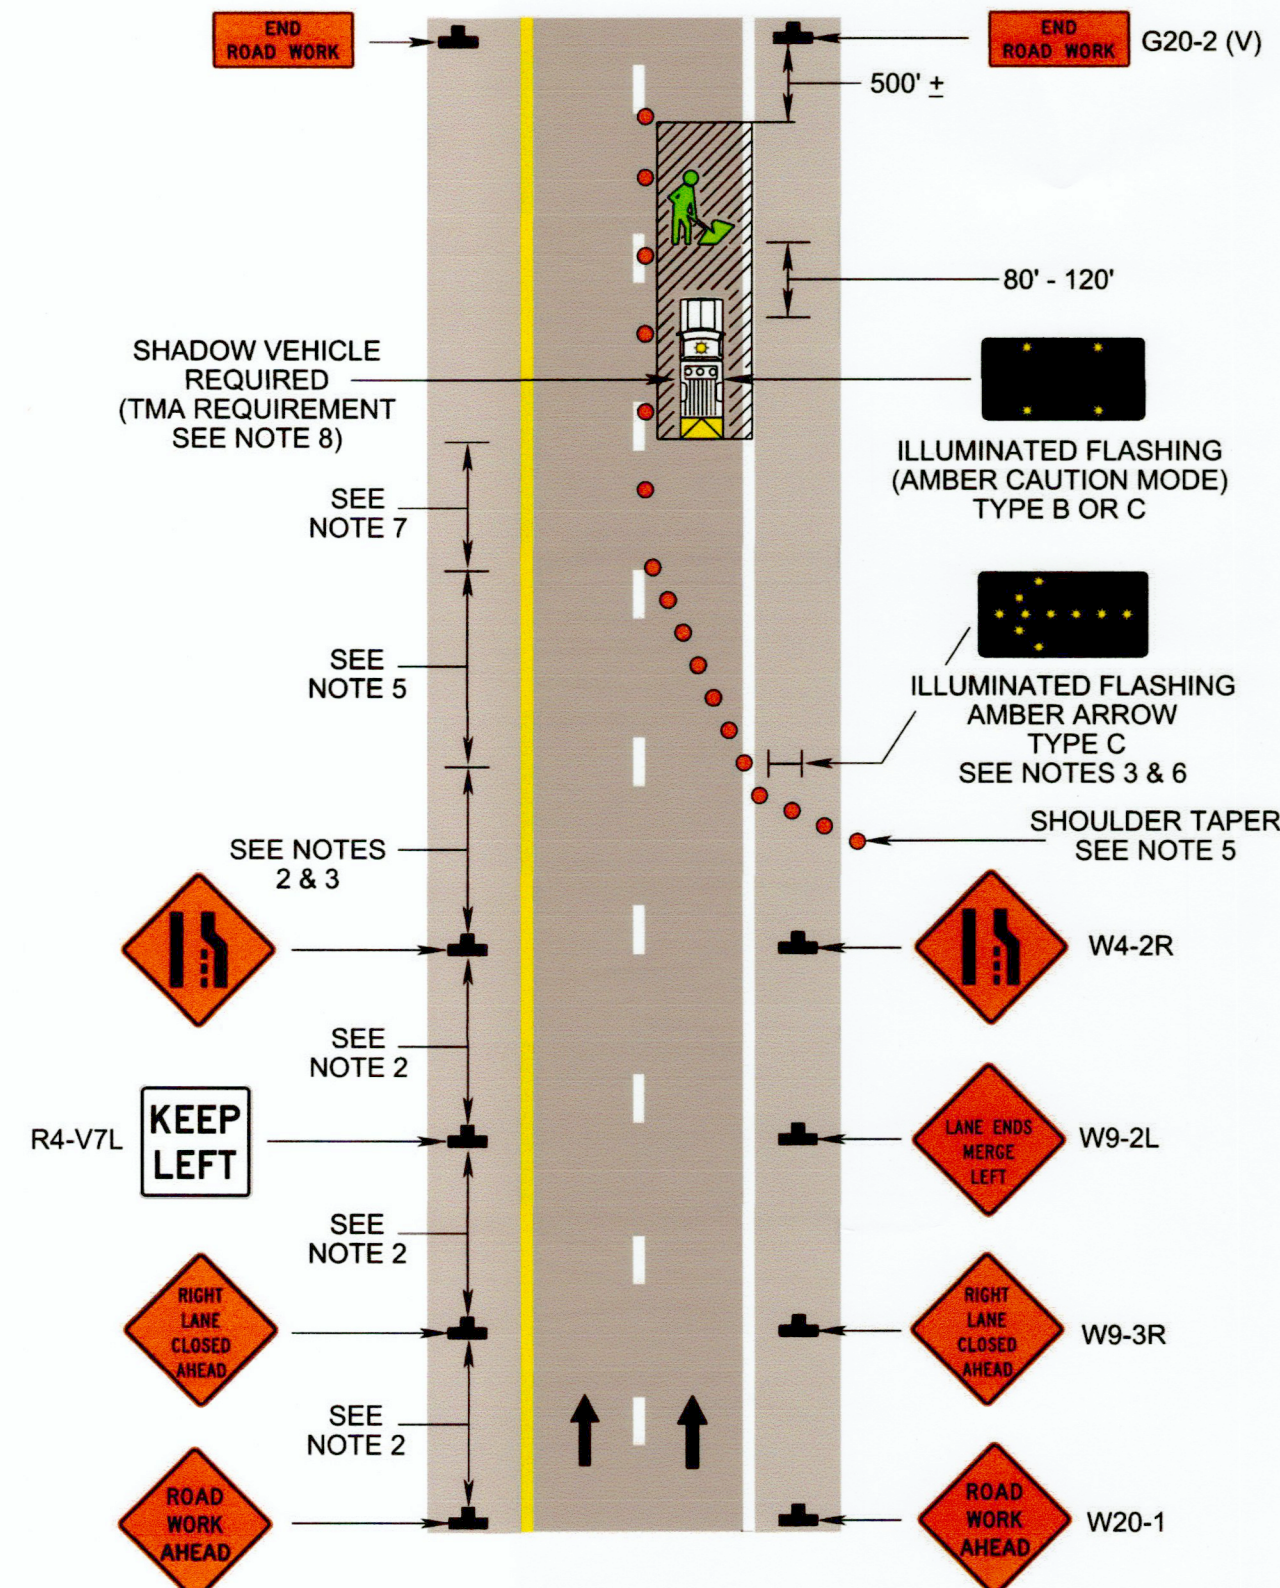 END
ROAD WORK
END
ROAD WORK
G20-2 (V)
500' ±
80' - 120'
SHADOW VEHICLE
REQUIRED
(TMA REQUIREMENT
SEE NOTE 8)
ILLUMINATED FLASHING
(AMBER CAUTION MODE)
TYPE B OR C
SEE
NOTE 7
SEE
NOTE 5
ILLUMINATED FLASHING
AMBER ARROW
TYPE C
SEE NOTES 3 & 6
SHOULDER TAPER
SEE NOTE 5
SEE NOTES
2 & 3
W4-2R
SEE
NOTE 2
R4-V7L
KEEP
LEFT
LANE ENDS
MERGE
LEFT
W9-2L
SEE
NOTE 2
RIGHT
LANE
CLOSED
AHEAD
RIGHT
LANE
CLOSED
AHEAD
W9-3R
SEE
NOTE 2
ROAD
WORK
AHEAD
ROAD
WORK
AHEAD
W20-1